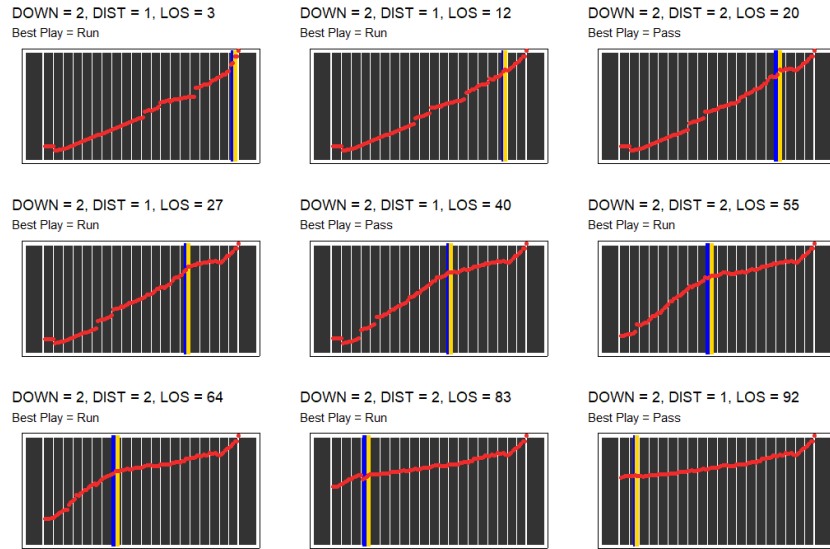 DOWN = 2, DIST = 1, LOS = 3
Best Play = Run
DOWN = 2, DIST = 1, LOS = 12
Best Play = Run
DOWN = 2, DIST = 2, LOS = 20
Best Play = Pass
DOWN = 2, DIST = 1, LOS = 27
Best Play = Run
DOWN = 2, DIST = 1, LOS = 40
Best Play = Pass
DOWN = 2, DIST = 2, LOS = 55
Best Play = Run
DOWN = 2, DIST = 2, LOS = 64
Best Play = Run
DOWN = 2, DIST = 2, LOS = 83
Best Play = Run
DOWN = 2, DIST = 1, LOS = 92
Best Play = Pass